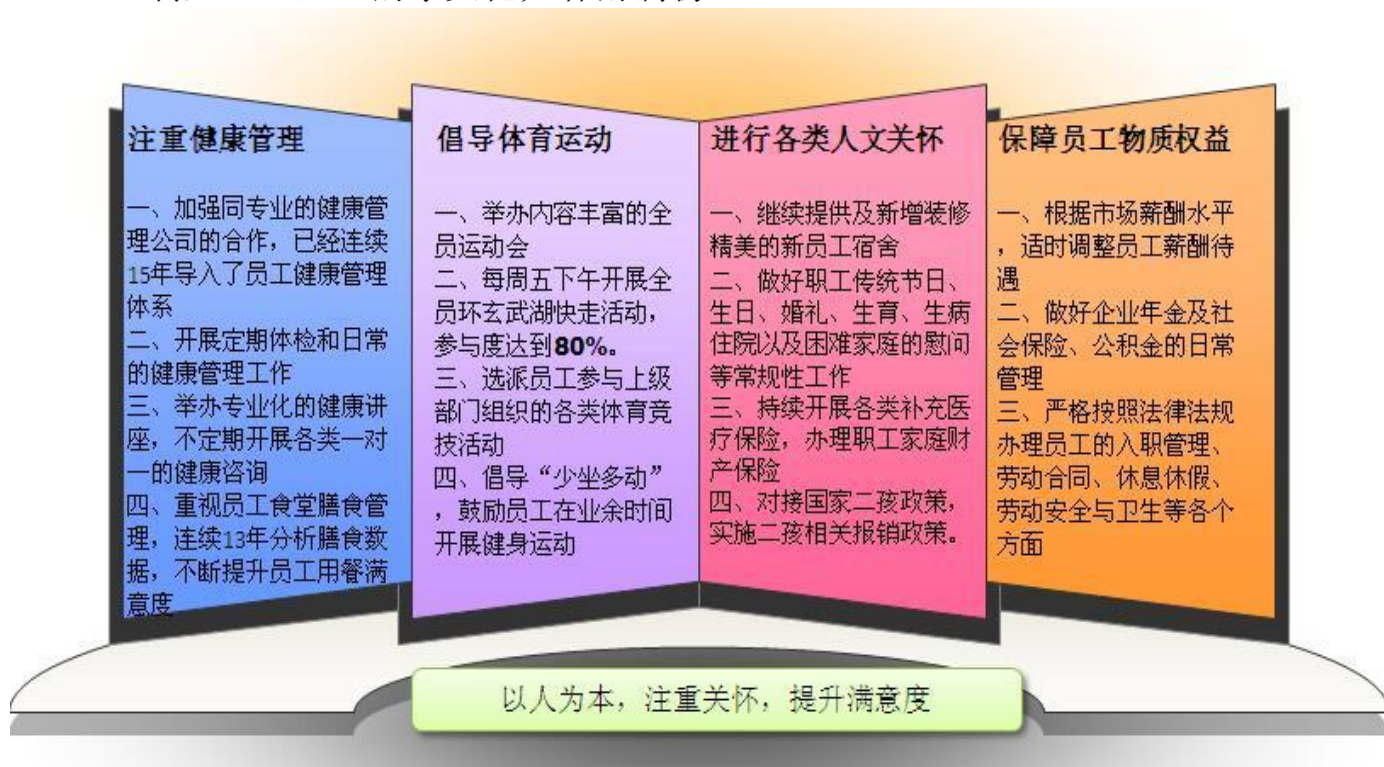 注重健康管理
一、加强同专业的健康管
理公司的合作，已经连续
15年导入了员工健康管理
体系
二、开展定期体检和日常
的健康管理工作
三、举办专业化的健康讲
座，不定期开展各类一对
一的健康咨询
四、重视员工食堂膳食管
理，连续13年分析膳食数
据，不断提升员工用餐满
意度
倡导体育运动
一、举办内容丰富的全
员运动会
二、每周五下午开展全
员环玄武湖快走活动，
参与度达到80%。
三、选派员工参与上级
部门组织的各类体育竞
技活动
四、倡导“少坐多动”
，鼓励员工在业余时间
开展健身运动
进行各类人文关怀
一、继续提供及新增装修
精美的新员工宿舍
二、做好职工传统节日、
生日、婚礼、生育、生病
住院以及困难家庭的慰问
等常规性工作
三、持续开展各类补充医
疗保险，办理职工家庭财
产保险
四、对接国家二孩政策，
实施二孩相关报销政策。
保障员工物质权益
一、根据市场薪酬水平
，适时调整员工薪酬待
遇
二、做好企业年金及社
会保险、公积金的日常
管理
三、严格按照法律法规
办理员工的入职管理、
劳动合同、休息休假、
劳动安全与卫生等各个
方面
以人为本，注重关怀，提升满意度